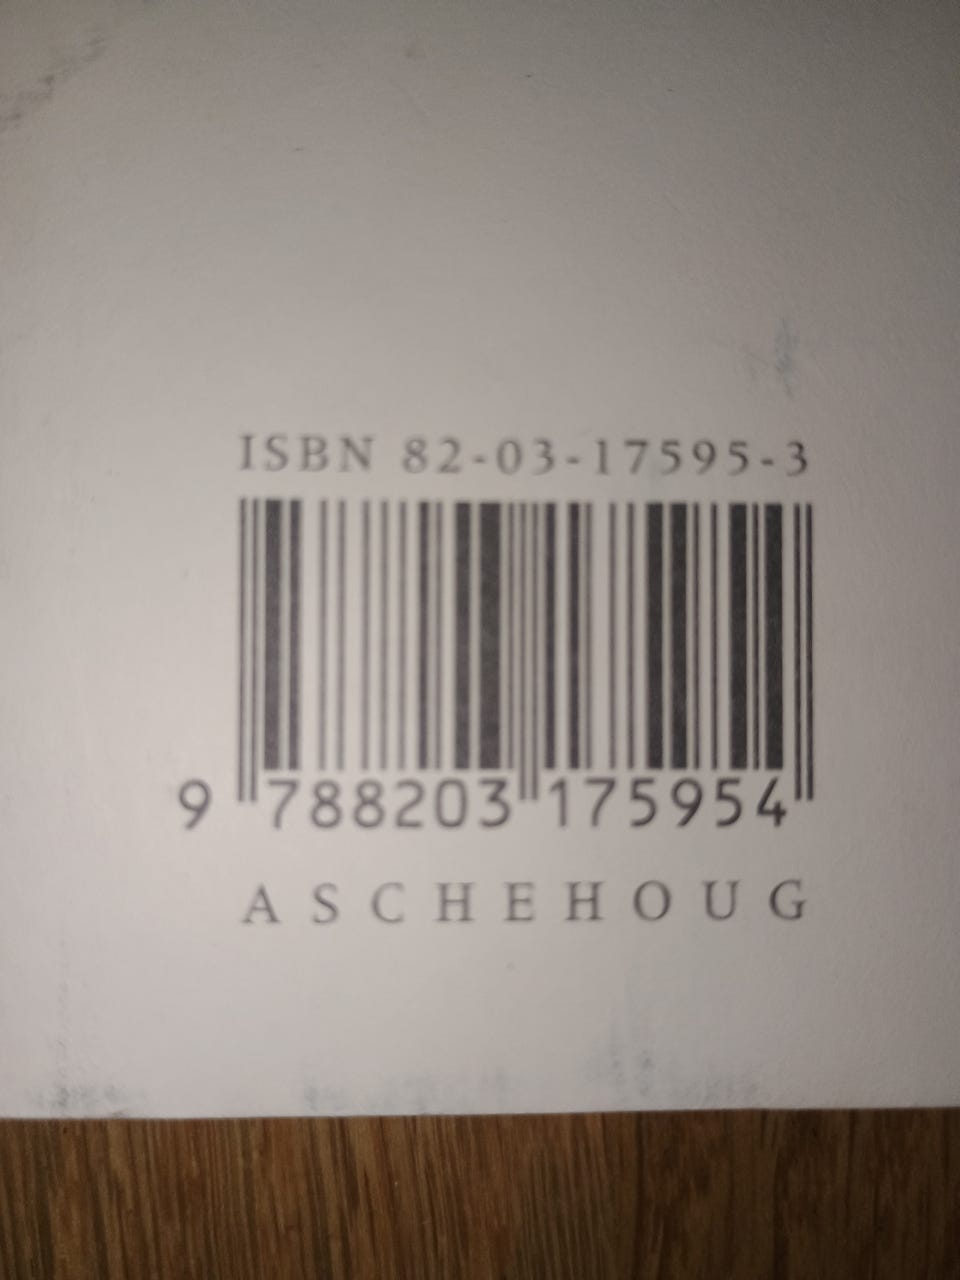 ISBN 82-03-17595-3
9 788203 175954
ASCHEHOUG